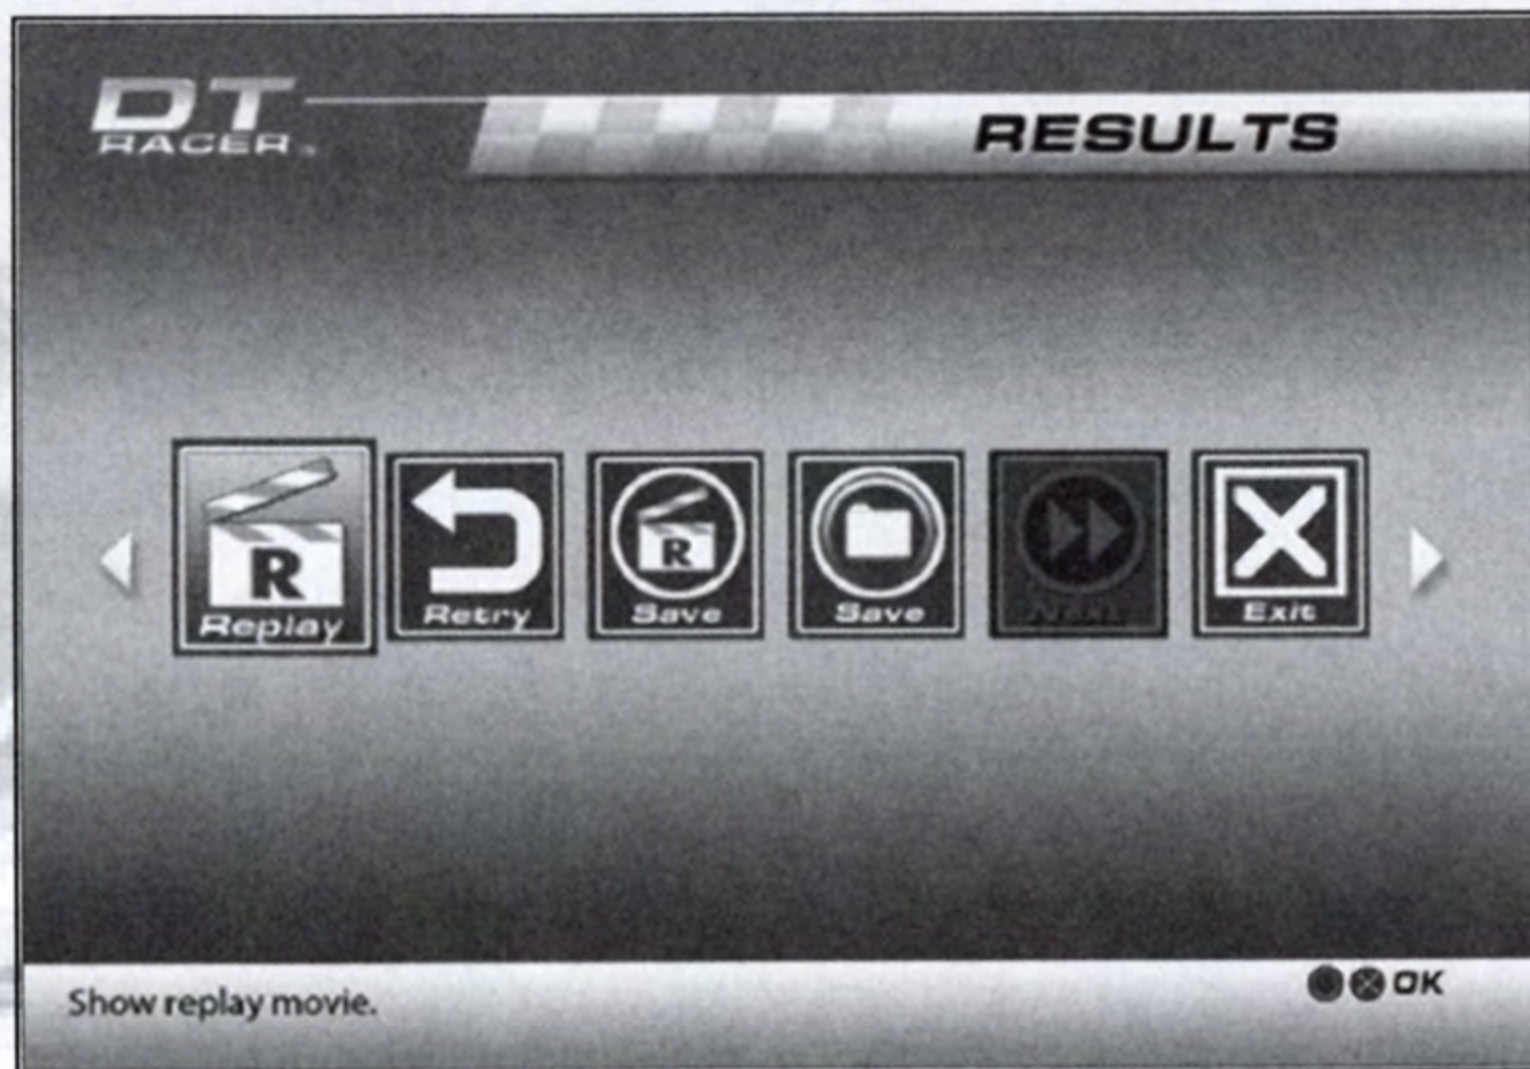 DT
RACER
RESULTS
R
Replay
Retry
R
Save
Save
Exit
Show replay movie.
OK